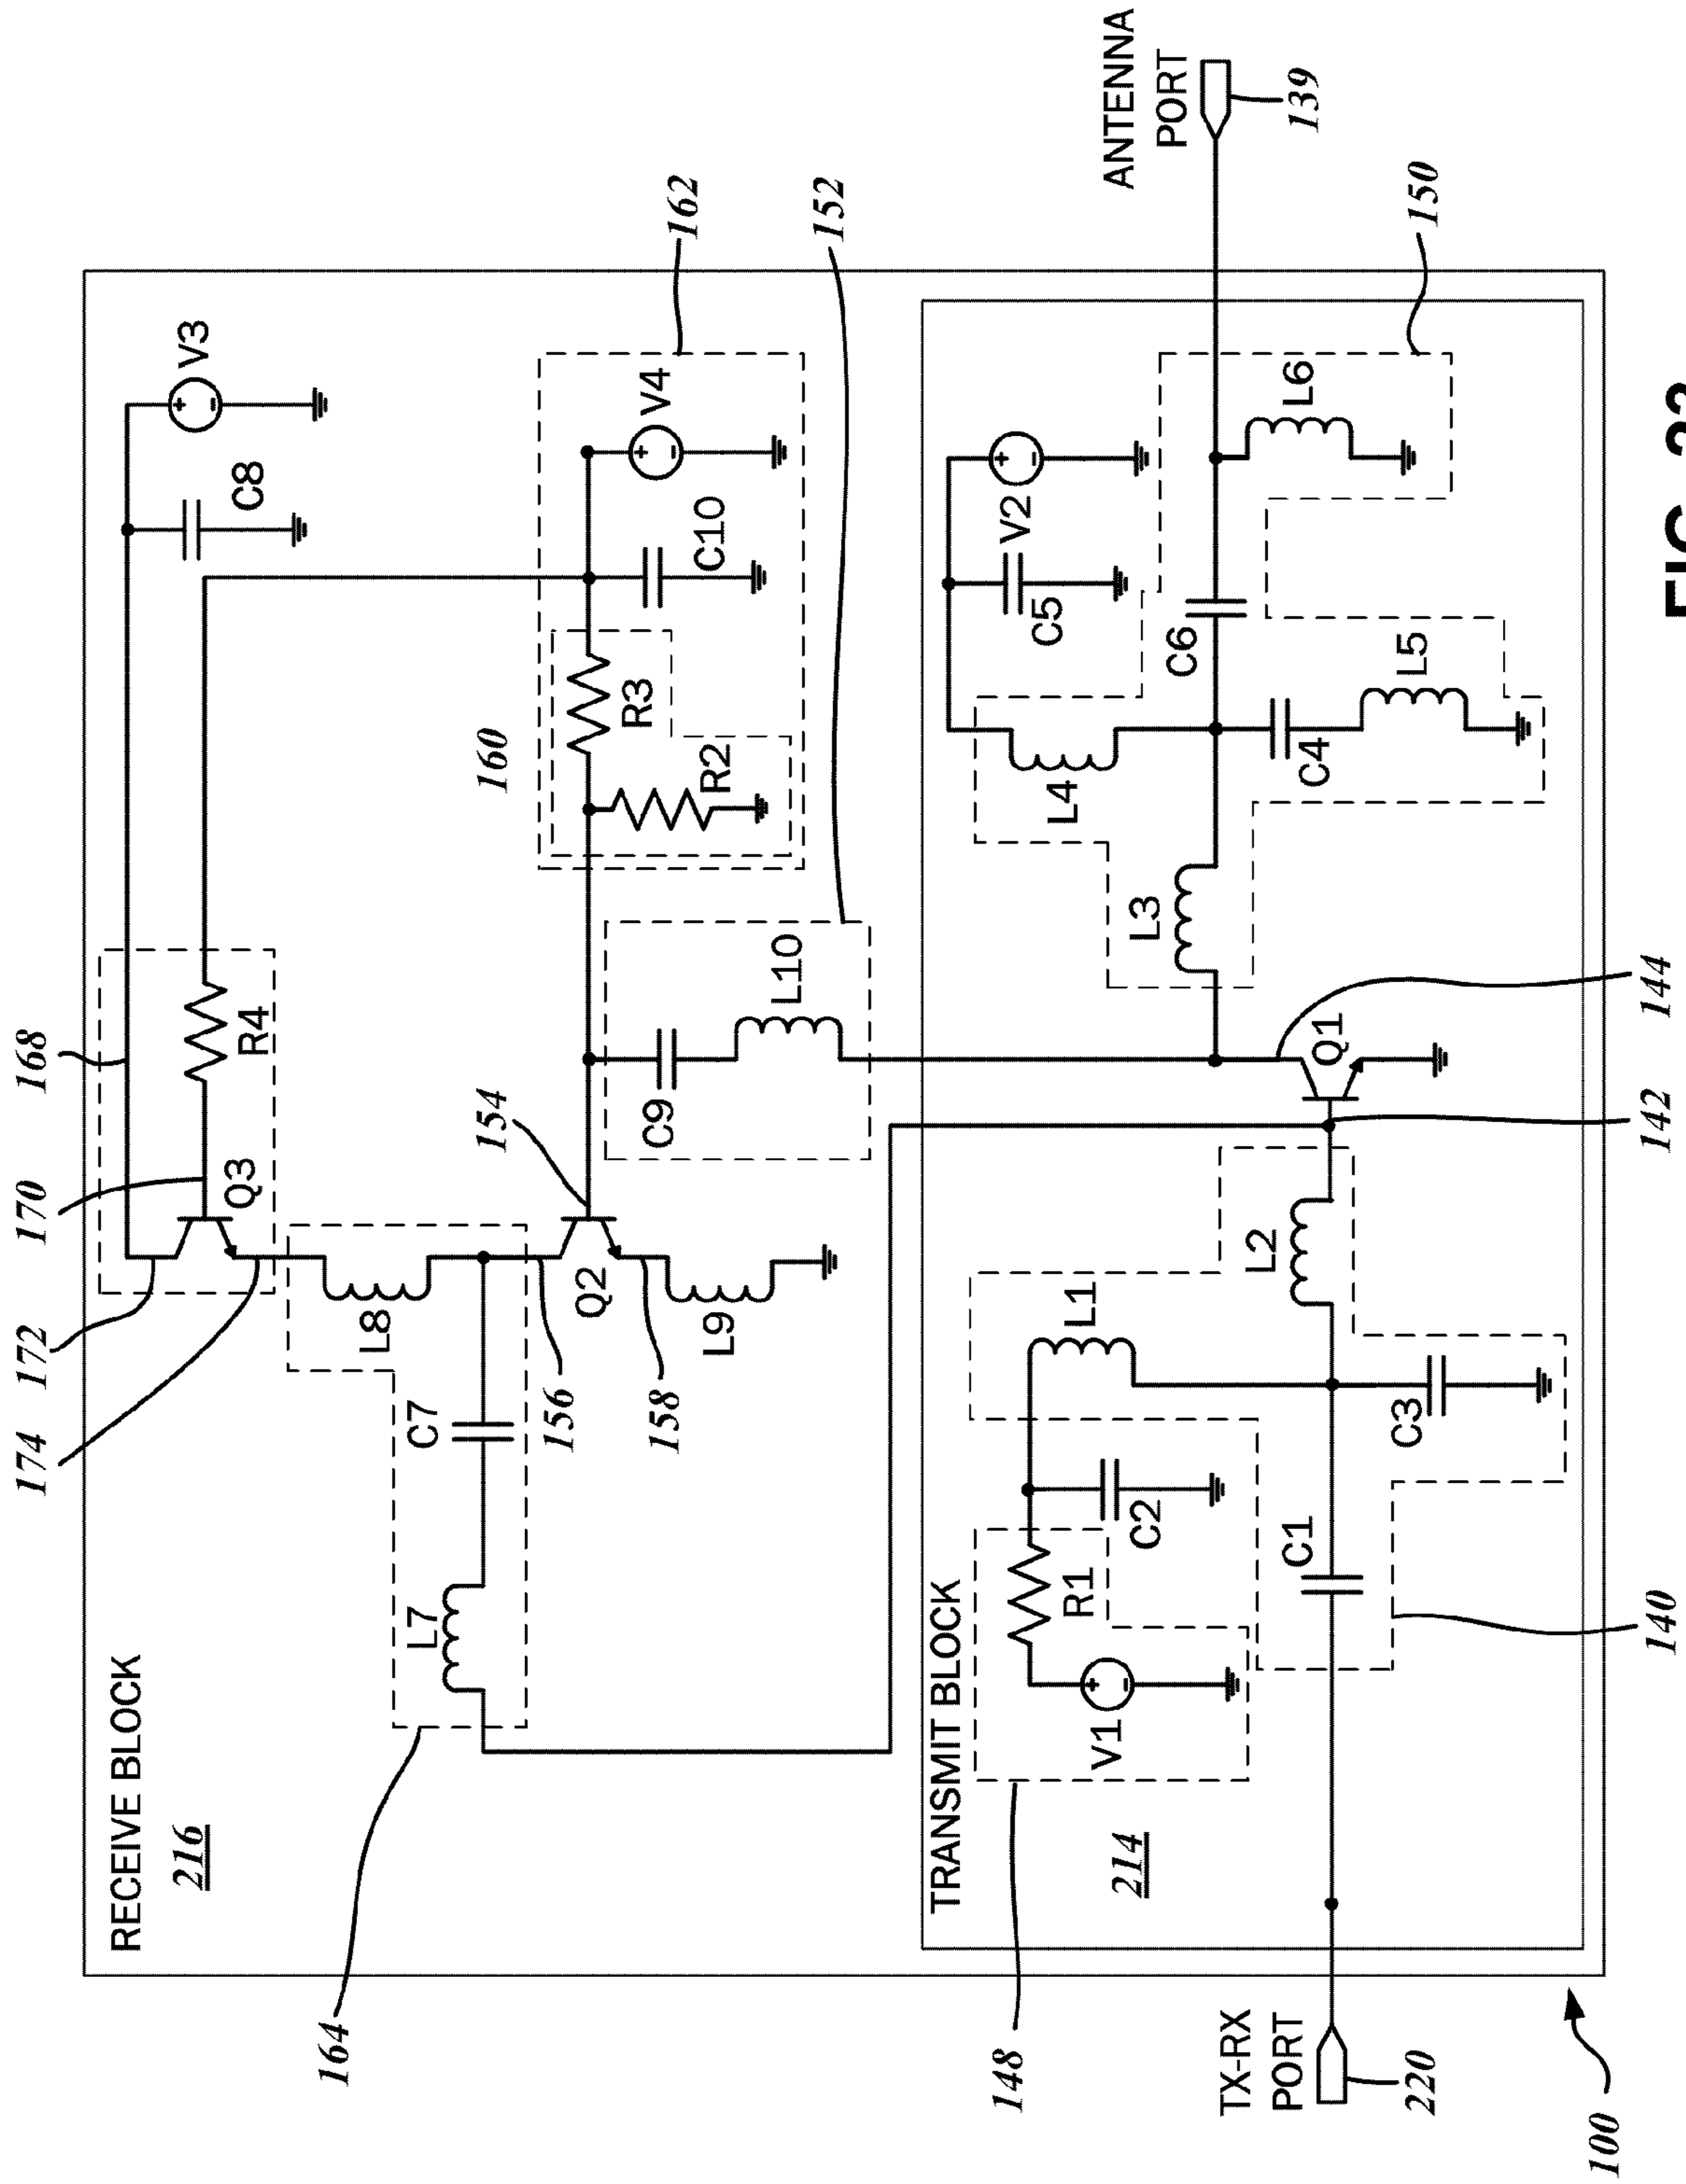 174
172
170
168
RECEIVE BLOCK
216
V3
Q3
R4
C8
164
L8
L7
C7
154
160
162
156
Q2
R3
V4
158
C9
R2
C10
L9
L10
152
TRANSMIT BLOCK
214
148
V1
R1
C2
L1
L4
C5
V2
ANTENNA
PORT
139
L3
C6
L6
TX-RX
PORT
220
C1
L2
C3
Q1
C4
L5
150
100
140
142
144
FIG